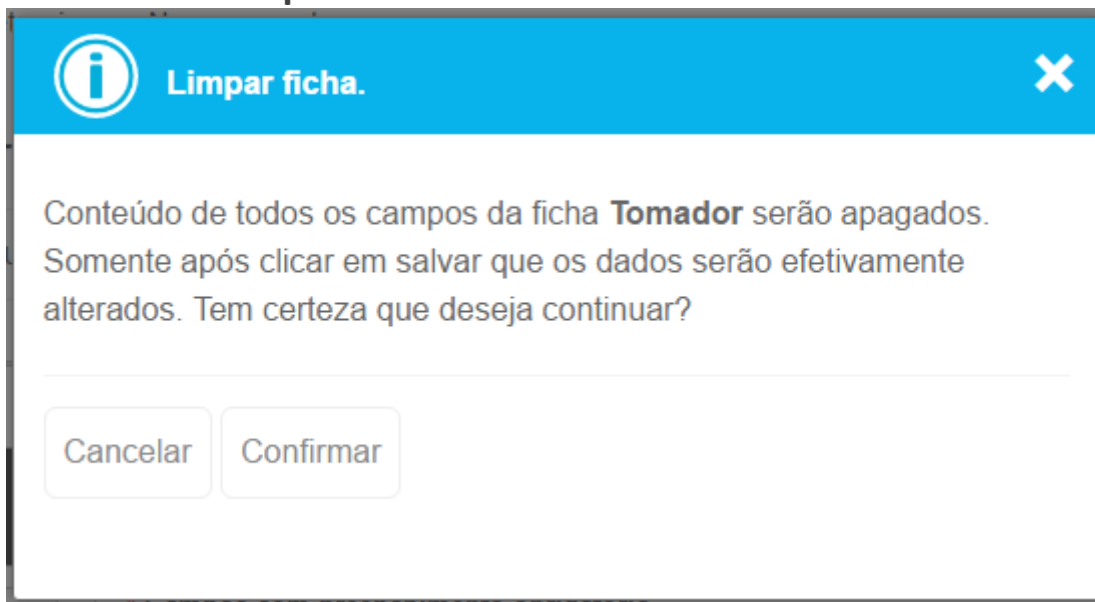 Limpar ficha.
Conteúdo de todos os campos da ficha Tomador serão apagados.
Somente após clicar em salvar que os dados serão efetivamente
alterados. Tem certeza que deseja continuar?
Cancelar Confirmar